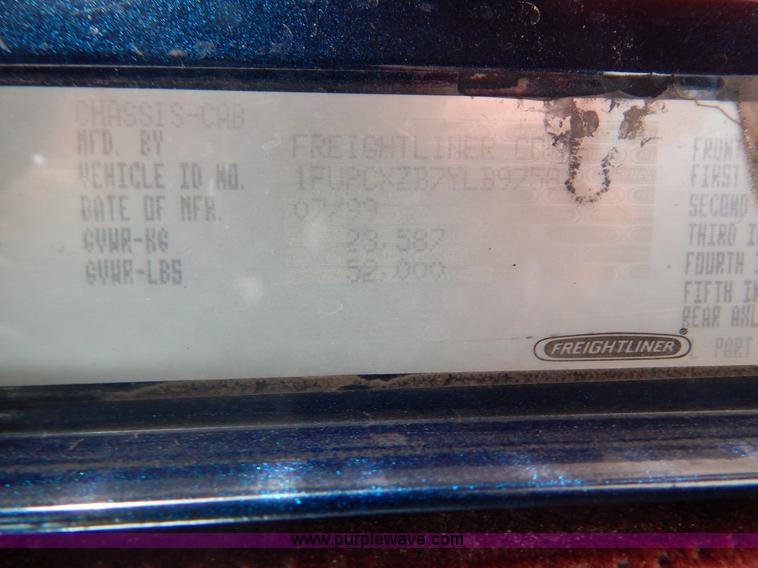 CHASSIS-CAB
MFD. BY FREIGHTLINER FRONT
VEHICLE ID NO. FIRST
DATE OF MFR. 07/99 SECOND
GVWR-KG 23,587 THIRD
GVWR-LBS 52,000 FOURTH
FIFTH
REAR
FREIGHTLINER ®
PART
www.purplewave.com